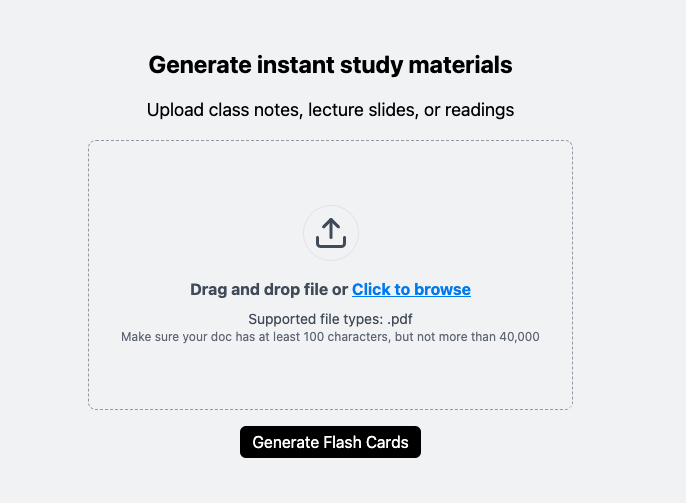 Generate instant study materials
Upload class notes, lecture slides, or readings
Drag and drop file or Click to browse
Supported file types: .pdf
Make sure your doc has at least 100 characters, but not more than 40,000
Generate Flash Cards